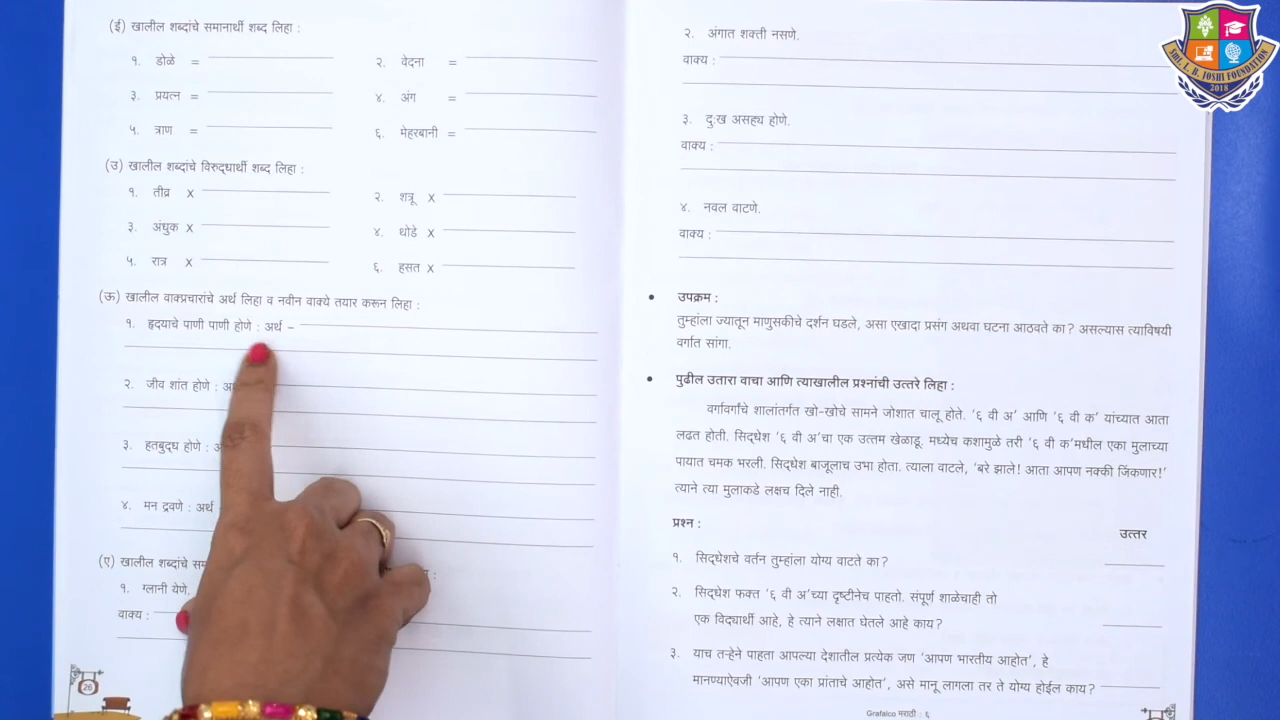 (ई) खालील शब्दांचे समानार्थी शब्द लिहा :
१. डोळे = २. वेदना =
३. प्रयत्न = ४. अंग =
५. त्राण = ६. मेहरबानी =
(उ) खालील शब्दांचे विरुद्धार्थी शब्द लिहा :
१. तीव्र x २. शत्रू x
३. अंधुक x ४. थोडे x
५. रात्र x ६. हसत x
(ऊ) खालील वाक्प्रचारांचे अर्थ लिहा व नवीन वाक्ये तयार करून लिहा :
१. हृदयाचे पाणी पाणी होणे : अर्थ –
२. जीव शांत होणे :
३. हतबुद्ध होणे :
४. मन द्रवणे : अर्थ
(ए) खालील शब्दांचे
१. ग्लानी येणे.
वाक्य :
26
२. अंगात शक्ती नसणे.
वाक्य :
३. दुःख असह्य होणे.
वाक्य :
४. नवल वाटणे.
वाक्य :
• उपक्रम :
तुम्हांला ज्यातून माणुसकीचे दर्शन घडले, असा एखादा प्रसंग अथवा घटना आठवते का? असल्यास त्याविषयी
वर्गात सांगा.
• पुढील उतारा वाचा आणि त्याखालील प्रश्नांची उत्तरे लिहा :
वर्गावर्गांचे शालांतर्गत खो-खोचे सामने जोशात चालू होते. ‘६ वी अ’ आणि ‘६ वी क’ यांच्यात आता
लढत होती. सिद्धेश ‘६ वी अ’चा एक उत्तम खेळाडू. मध्येच कशामुळे तरी ‘६ वी क’मधील एका मुलाच्या
पायात चमक भरली. सिद्धेश बाजूलाच उभा होता. त्याला वाटले, ‘बरे झाले! आता आपण नक्की जिंकणार!’
त्याने त्या मुलाकडे लक्षच दिले नाही.
प्रश्न : उत्तर
१. सिद्धेशचे वर्तन तुम्हांला योग्य वाटते का?
२. सिद्धेश फक्त ‘६ वी अ’च्या दृष्टीनेच पाहतो. संपूर्ण शाळेचाही तो
एक विद्यार्थी आहे, हे त्याने लक्षात घेतले आहे काय?
३. याच तऱ्हेने पाहता आपल्या देशातील प्रत्येक जण ‘आपण भारतीय आहोत’, हे
मानण्याऐवजी ‘आपण एका प्रांताचे आहोत’, असे मानू लागला तर ते योग्य होईल काय?
Grafalco मराठी : ६
SHI. L. B. JOSHI FOUNDATION
2018